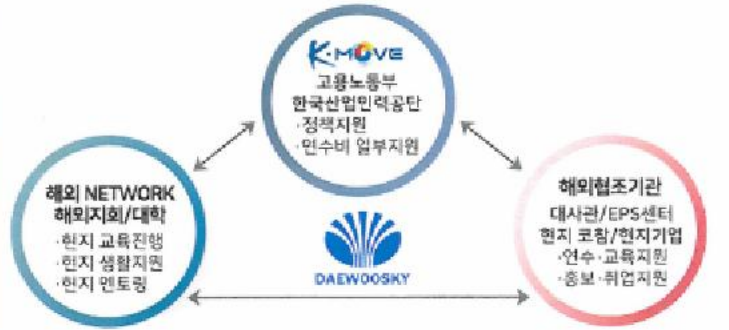 K·MOVE
고용노동부
한국산업인력공단
·정책지원
·연수비 일부지원
해외 NETWORK
해외지회/대학
·현지 교육진행
·현지 생활지원
·현지 멘토링
DAEWOOSKY
해외협조기관
대사관/EPS센터
현지 코참/현지기업
·연수·교육지원
·홍보·취업지원